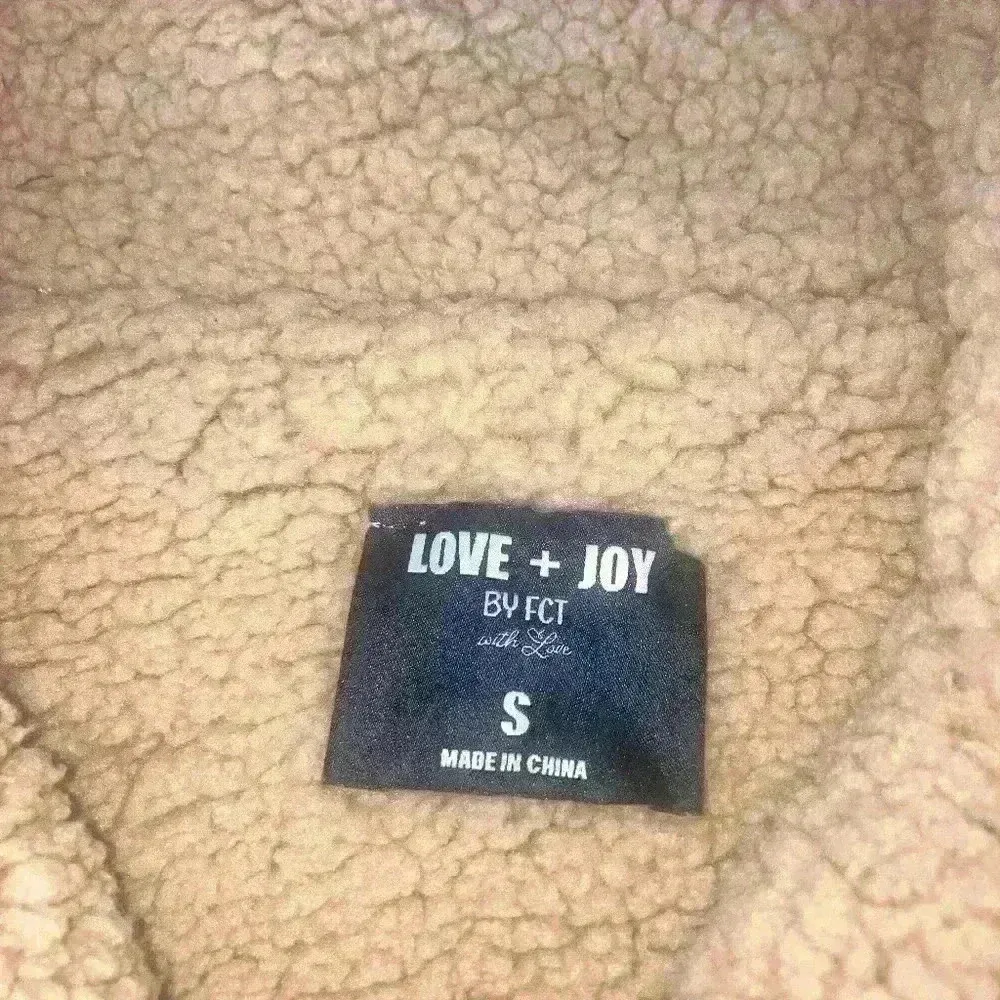 LOVE + JOY
BY FCT
with Love
S
MADE IN CHINA